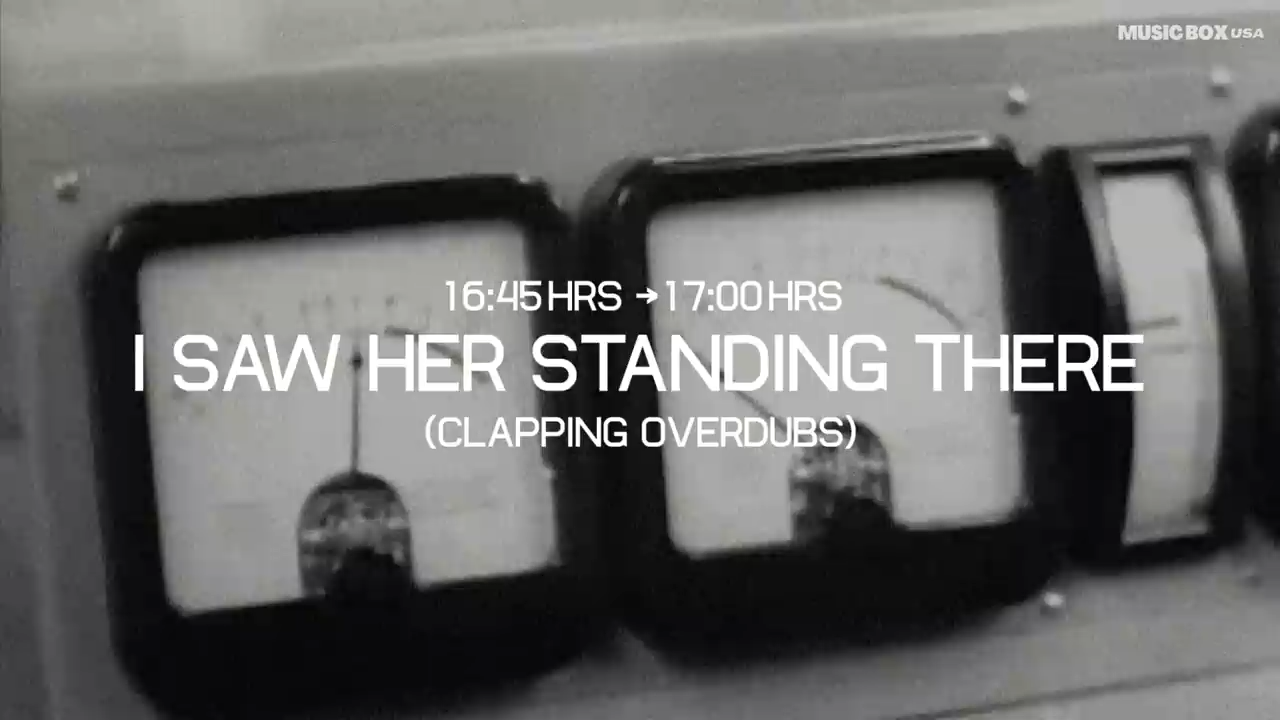 MUSIC BOX USA
16:45 HRS → 17:00 HRS
I SAW HER STANDING THERE
(CLAPPING OVERDUBS)